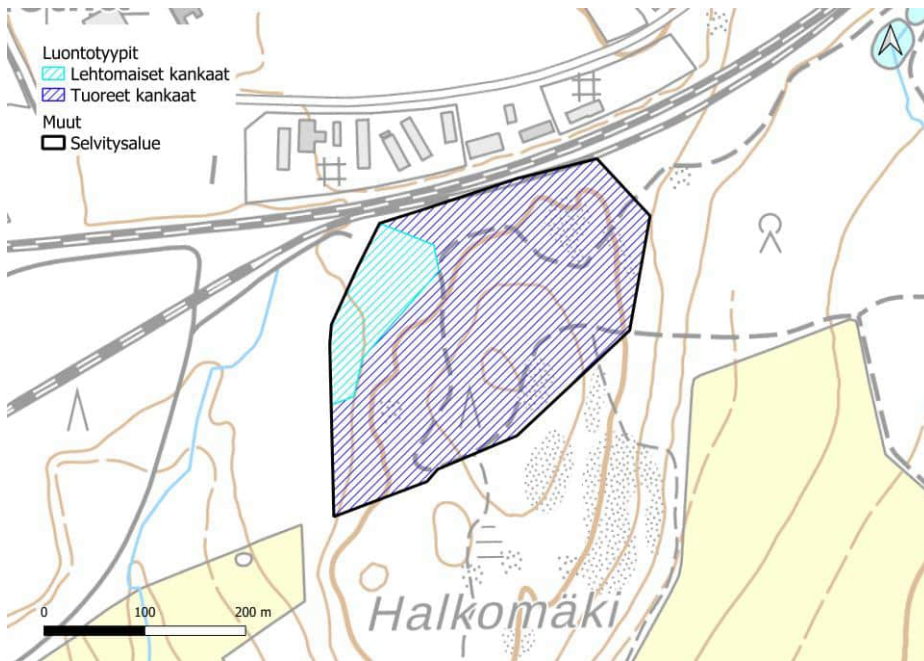 Luontotyypit
Lehtomaiset kankaat
Tuoreet kankaat
Muut
Selvitysalue
0 100 200 m
Halkomäki